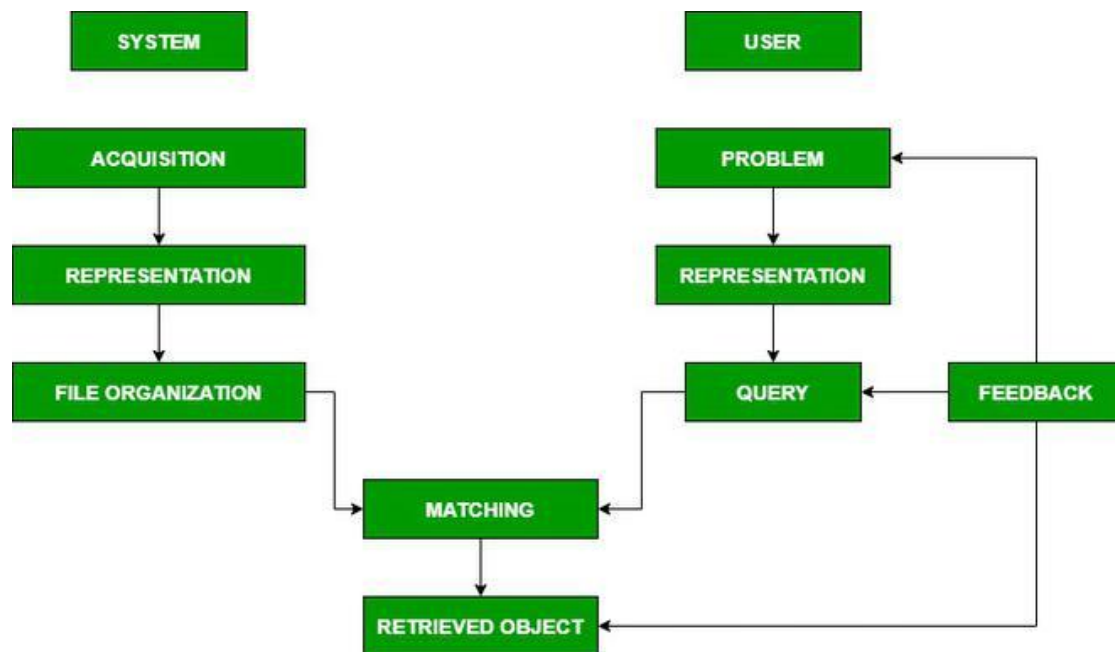 SYSTEM
USER
ACQUISITION
PROBLEM
REPRESENTATION
REPRESENTATION
FILE ORGANIZATION
QUERY
FEEDBACK
MATCHING
RETRIEVED OBJECT